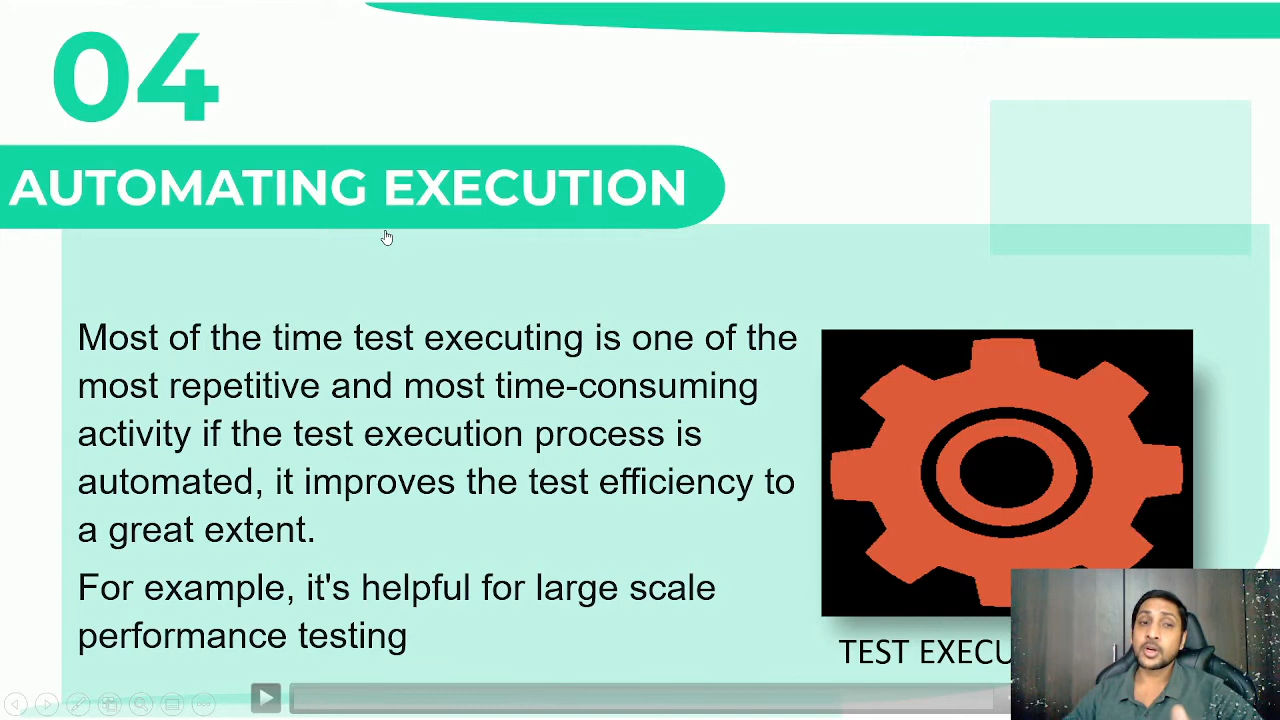 04
AUTOMATING EXECUTION
Most of the time test executing is one of the
most repetitive and most time-consuming
activity if the test execution process is
automated, it improves the test efficiency to
a great extent.
For example, it's helpful for large scale
performance testing
TEST